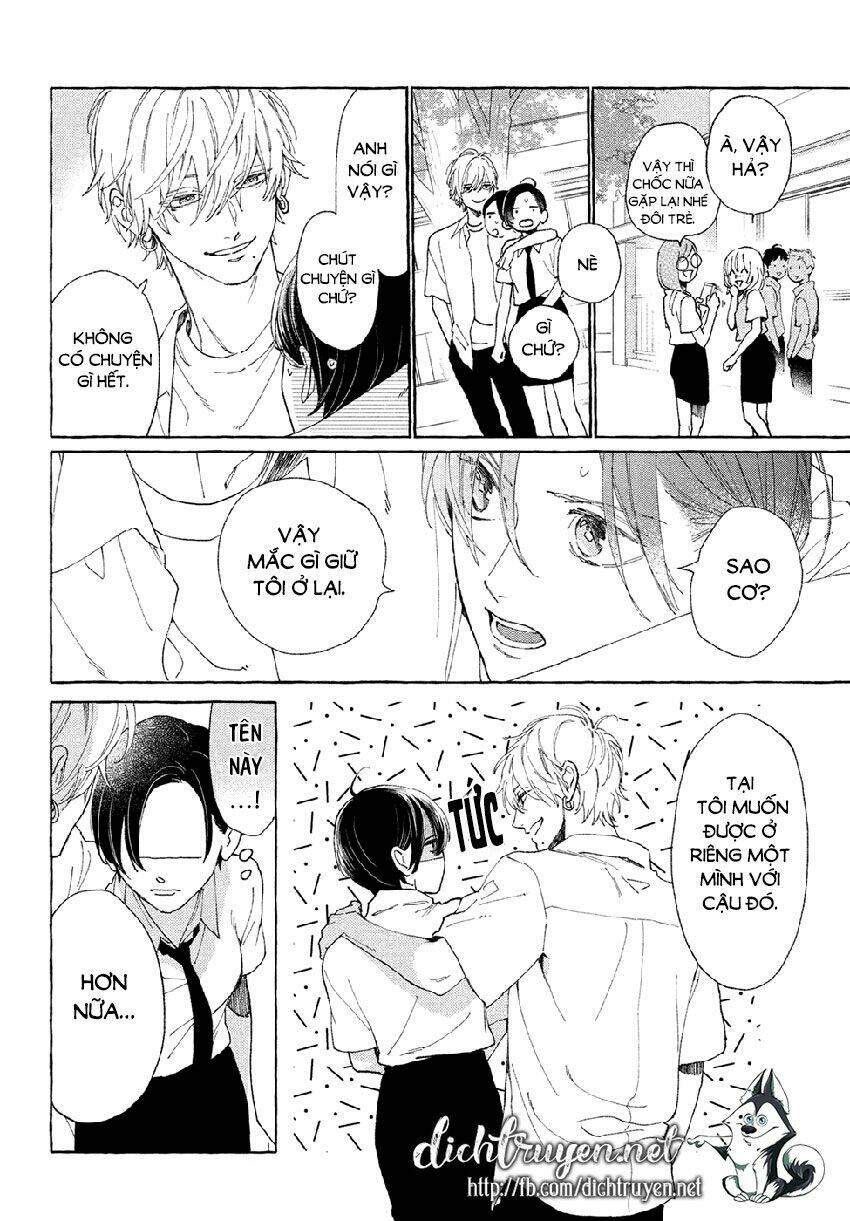 À, VẬY
HẢ?
VẬY THÌ
CHỐC NỮA
GẶP LẠI NHÉ
ĐÔI TRẺ.
NÈ
GÌ
CHỨ?
ANH
NÓI GÌ
VẬY?
CHÚT
CHUYỆN GÌ
CHỨ?
KHÔNG
CÓ CHUYỆN
GÌ HẾT.
SAO
CƠ?
VẬY
MẮC GÌ GIỮ
TÔI Ở LẠI.
TẠI
TÔI MUỐN
ĐƯỢC Ở
RIÊNG MỘT
MÌNH VỚI
CẬU ĐÓ.
TỨC
TÊN
NÀY
...!
HƠN
NỮA...
dichtruyen.net
http://fb.com/dichtruyen.net